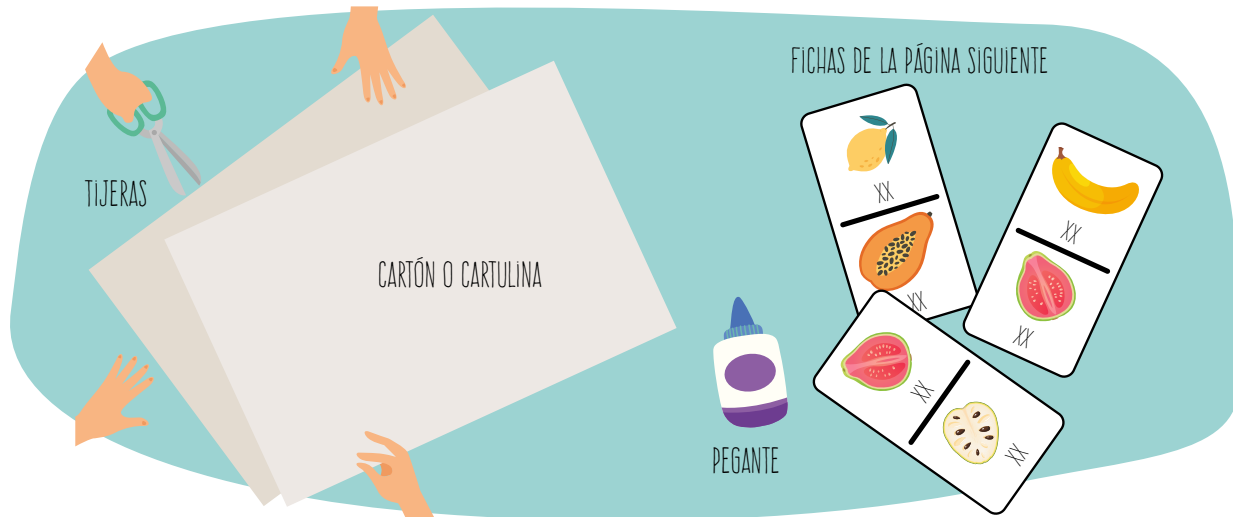 FICHAS DE LA PÁGINA SIGUIENTE
TIJERAS
CARTÓN O CARTULINA
PEGANTE
XX
XX
XX
XX
XX
XX